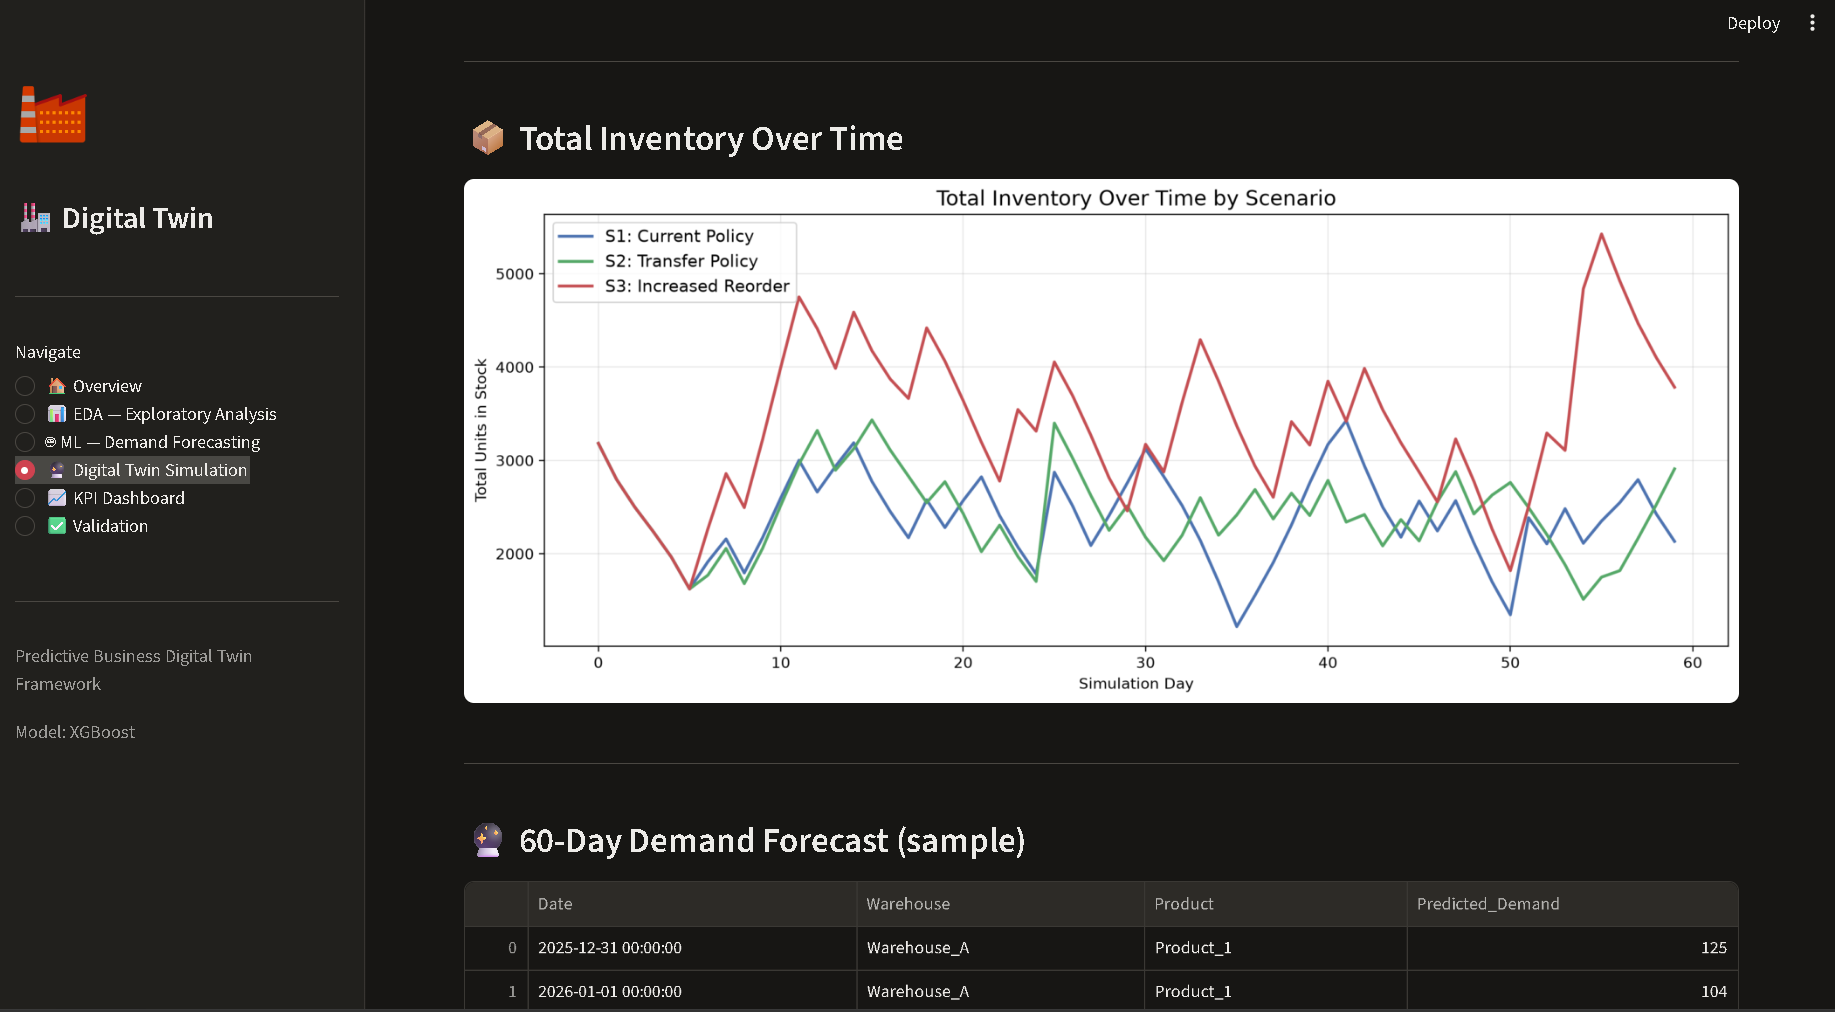 Deploy
Digital Twin
Navigate
Overview
EDA — Exploratory Analysis
ML — Demand Forecasting
Digital Twin Simulation
KPI Dashboard
Validation
Predictive Business Digital Twin
Framework
Model: XGBoost
Total Inventory Over Time
Total Inventory Over Time by Scenario
S1: Current Policy
S2: Transfer Policy
S3: Increased Reorder
Total Units in Stock
5000
4000
3000
2000
0 10 20 30 40 50 60
Simulation Day
60-Day Demand Forecast (sample)
Date Warehouse Product Predicted_Demand
0 2025-12-31 00:00:00 Warehouse_A Product_1 125
1 2026-01-01 00:00:00 Warehouse_A Product_1 104